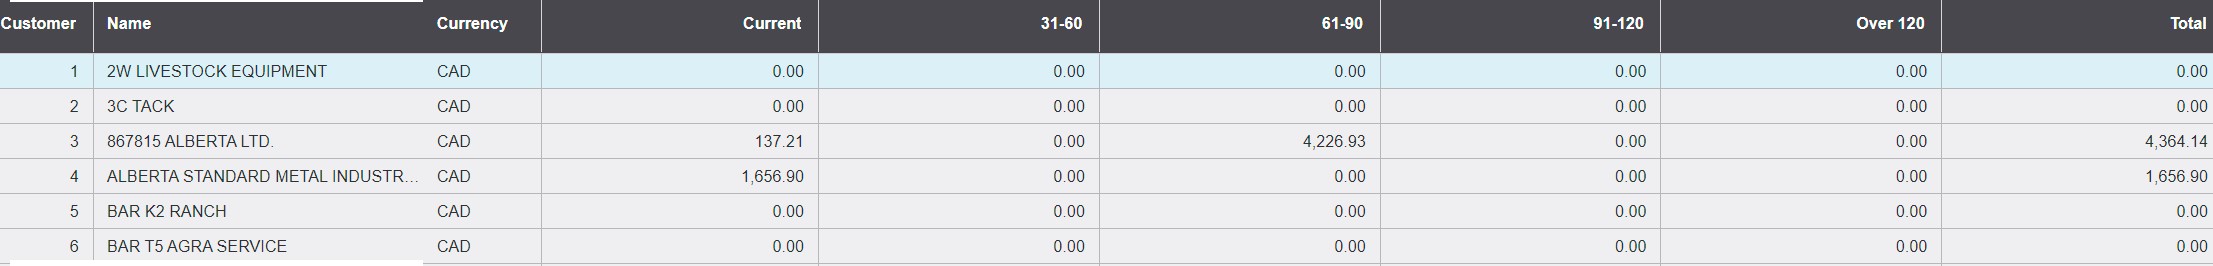 Customer Name Currency Current 31-60 61-90 91-120 Over 120 Total
1 2W LIVESTOCK EQUIPMENT CAD 0.00 0.00 0.00 0.00 0.00 0.00
2 3C TACK CAD 0.00 0.00 0.00 0.00 0.00 0.00
3 867815 ALBERTA LTD. CAD 137.21 0.00 4,226.93 0.00 0.00 4,364.14
4 ALBERTA STANDARD METAL INDUSTR... CAD 1,656.90 0.00 0.00 0.00 0.00 1,656.90
5 BAR K2 RANCH CAD 0.00 0.00 0.00 0.00 0.00 0.00
6 BAR T5 AGRA SERVICE CAD 0.00 0.00 0.00 0.00 0.00 0.00